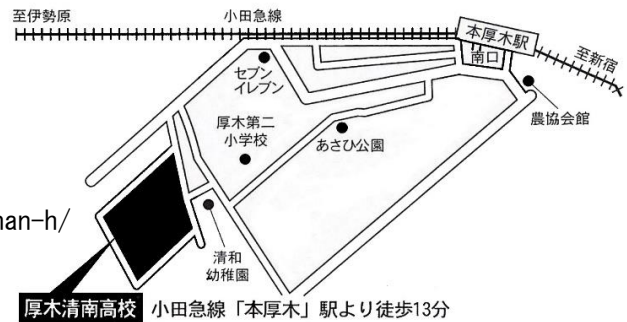 至伊勢原
小田急線
本厚木駅
南口
至新宿
セブン
イレブン
農協会館
厚木第二
小学校
あさひ公園
nan-h/
清和
幼稚園
厚木清南高校 小田急線「本厚木」駅より徒歩13分